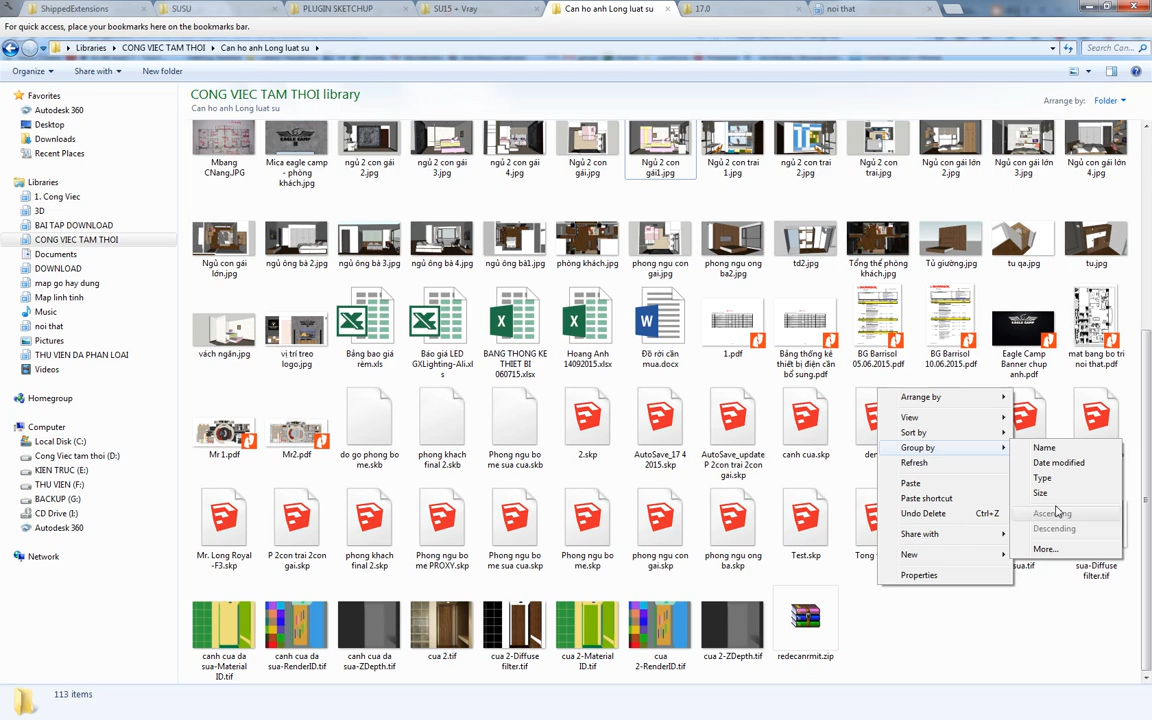 ShippedExtensions
SUSU
PLUGIN SKETCHUP
SU15 + Vray
Can ho anh Long luat su
17.0
noi that
For quick access, place your bookmarks here on the bookmarks bar.
Libraries
CONG VIEC TAM THOI
Can ho anh Long luat su
Search Can...
Organize
Share with
New folder
Favorites
Autodesk 360
Desktop
Downloads
Recent Places
Libraries
1. Cong Viec
3D
BAI TAP DOWNLOAD
CONG VIEC TAM THOI
Documents
DOWNLOAD
map go hay dung
Map linh tinh
Music
noi that
Pictures
THU VIEN DA PHAN LOAI
Videos
Homegroup
Computer
Local Disk (C:)
Cong Viec tam thoi (D:)
KIEN TRUC (E:)
THU VIEN (F:)
BACKUP (G:)
CD Drive (I:)
Autodesk 360
Network
CONG VIEC TAM THOI library
Can ho anh Long luat su
Arrange by:
Folder
Mbang
CNang.JPG
Mica eagle camp
- phòng
khách.jpg
ngủ 2 con gái
2.jpg
ngủ 2 con gái
3.jpg
ngủ 2 con gái
4.jpg
Ngủ 2 con
gái.jpg
Ngủ 2 con
gái1.jpg
Ngủ 2 con trai
1.jpg
ngủ 2 con trai
2.jpg
Ngủ 2 con
trai.jpg
Ngủ con gái lớn
2.jpg
Ngủ con gái lớn
3.jpg
Ngủ con gái lớn
4.jpg
Ngủ con gái
lớn.jpg
ngủ ông bà 2.jpg
ngủ ông bà 3.jpg
ngủ ông bà 4.jpg
ngủ ông bà1.jpg
phòng khách.jpg
phong ngu con
gai.jpg
phong ngu ong
ba2.jpg
td2.jpg
Tổng thể phòng
khách.jpg
Tủ giường.jpg
tu qa.jpg
tu.jpg
vách ngăn.jpg
vị trí treo
logo.jpg
Bảng bao giá
rèm.xls
Báo giá LED
GXLighting-Ali.xl
s
BANG THONG KE
THIET BI
060715.xlsx
Hoang Anh
14092015.xlsx
Đồ rời cần
mua.docx
1.pdf
Bảng thống kê
thiết bị điện cần
bổ sung.pdf
BG Barrisol
05.06.2015.pdf
BG Barrisol
10.06.2015.pdf
Eagle Camp
Banner chup
anh.pdf
mat bang bo tri
noi that.pdf
Mr1.pdf
Mr2.pdf
do go phong bo
me.skb
phong khach
final 2.skb
Phong ngu bo
me sua cua.skb
2.skp
AutoSave_17 4
2015.skp
AutoSave_update
P 2con trai 2con
gai.skp
canh cua.skp
Mr. Long Royal
-F3.skp
P 2con trai 2con
gai.skp
phong khach
final 2.skp
Phong ngu bo
me PROXY.skp
Phong ngu bo
me sua cua.skp
Phong ngu bo
me.skp
phong ngu con
gai.skp
phong ngu ong
ba.skp
Test.skp
sua.tif
sua-Diffuse
filter.tif
canh cua da
sua-Material
ID.tif
canh cua da
sua-RenderID.tif
canh cua da
sua-ZDepth.tif
cua 2.tif
cua 2-Diffuse
filter.tif
cua 2-Material
ID.tif
cua
2-RenderID.tif
cua 2-ZDepth.tif
redecanrmit.zip
Arrange by
View
Sort by
Group by
Refresh
Paste
Paste shortcut
Undo Delete
Ctrl+Z
Share with
New
Properties
Name
Date modified
Type
Size
Ascending
Descending
More...
113 items